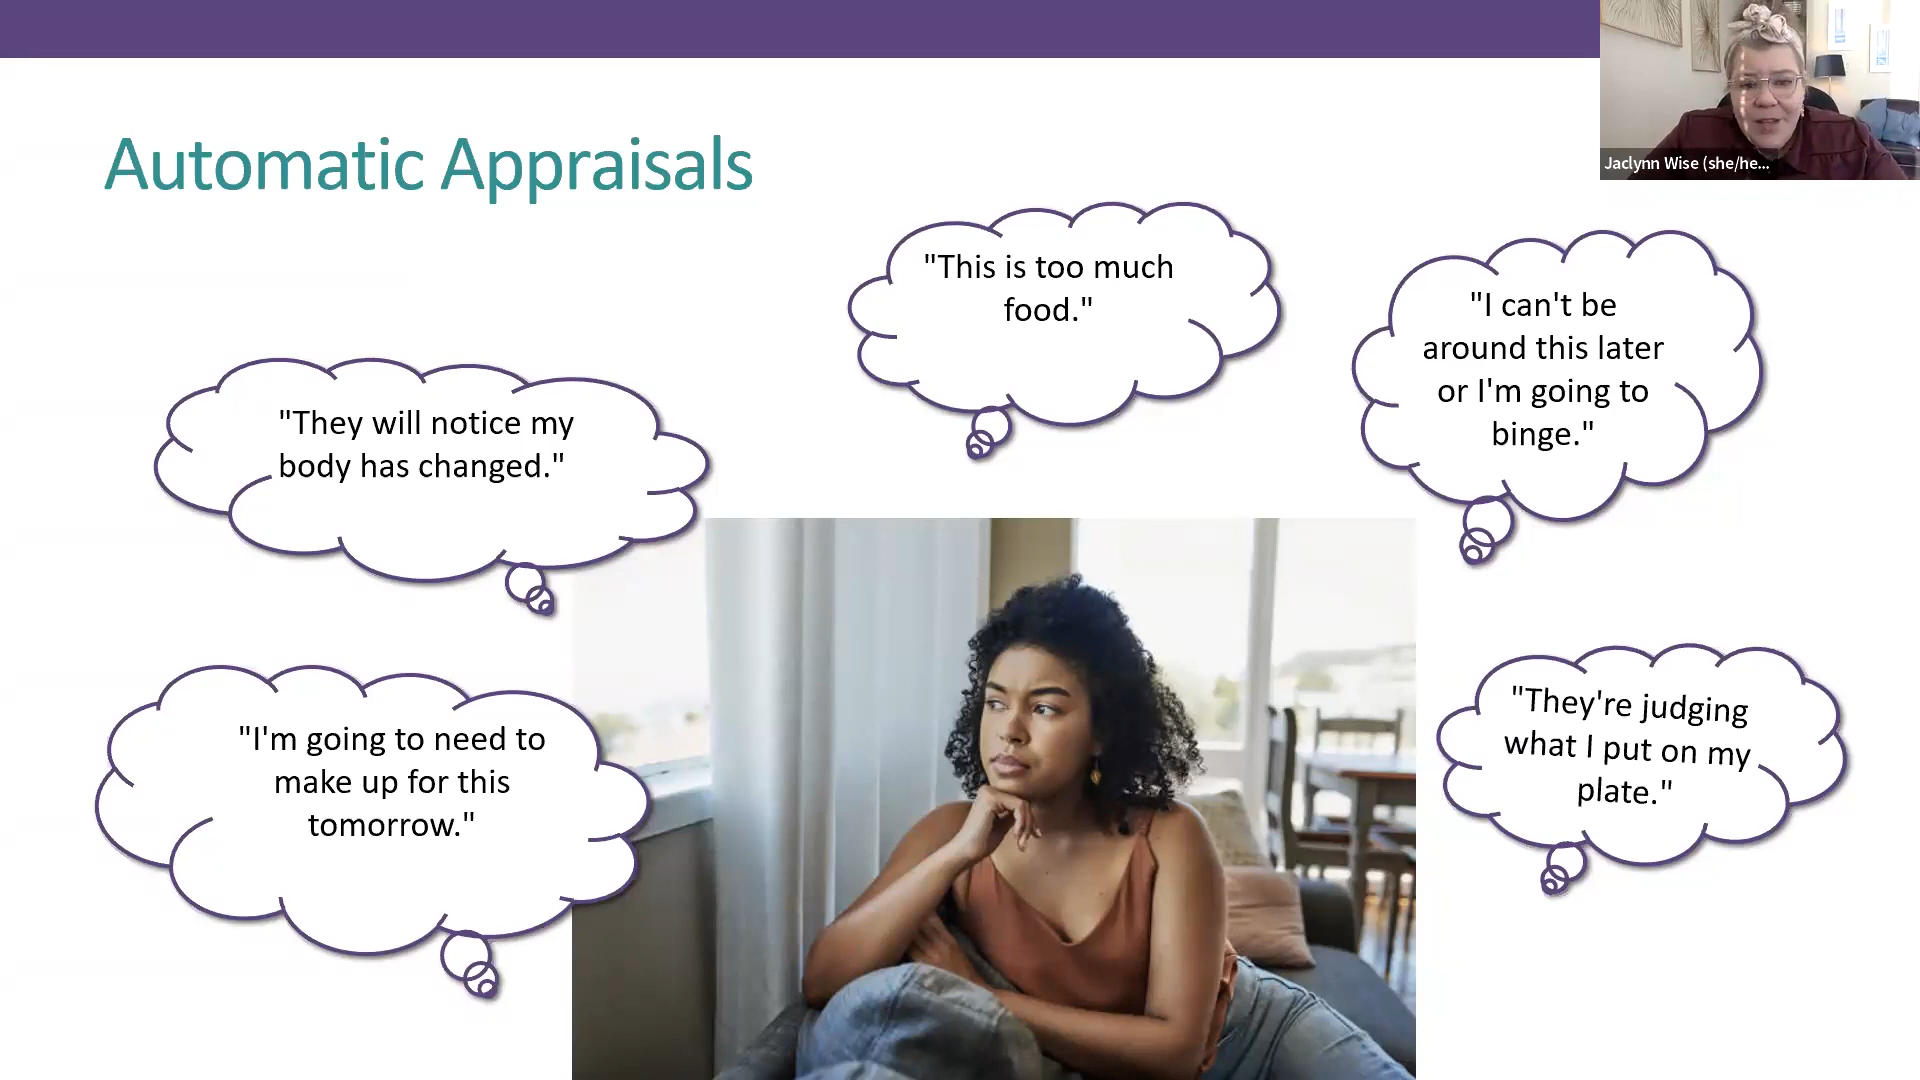 Automatic Appraisals
Jaclynn Wise (she/he...
"This is too much
food."
"I can't be
around this later
or I'm going to
binge."
"They will notice my
body has changed."
"I'm going to need to
make up for this
tomorrow."
"They're judging
what I put on my
plate."